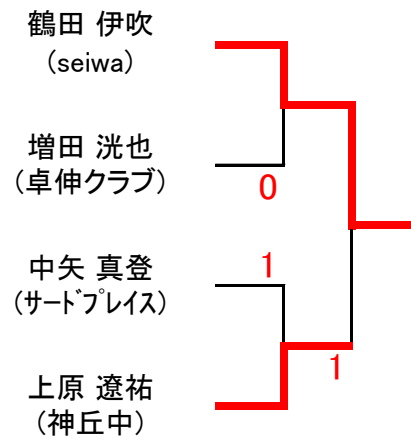 鶴田 伊吹
(seiwa)
増田 洸也
(卓伸クラブ)
0
中矢 真登
(サードプレイス)
1
1
上原 遼祐
(神丘中)